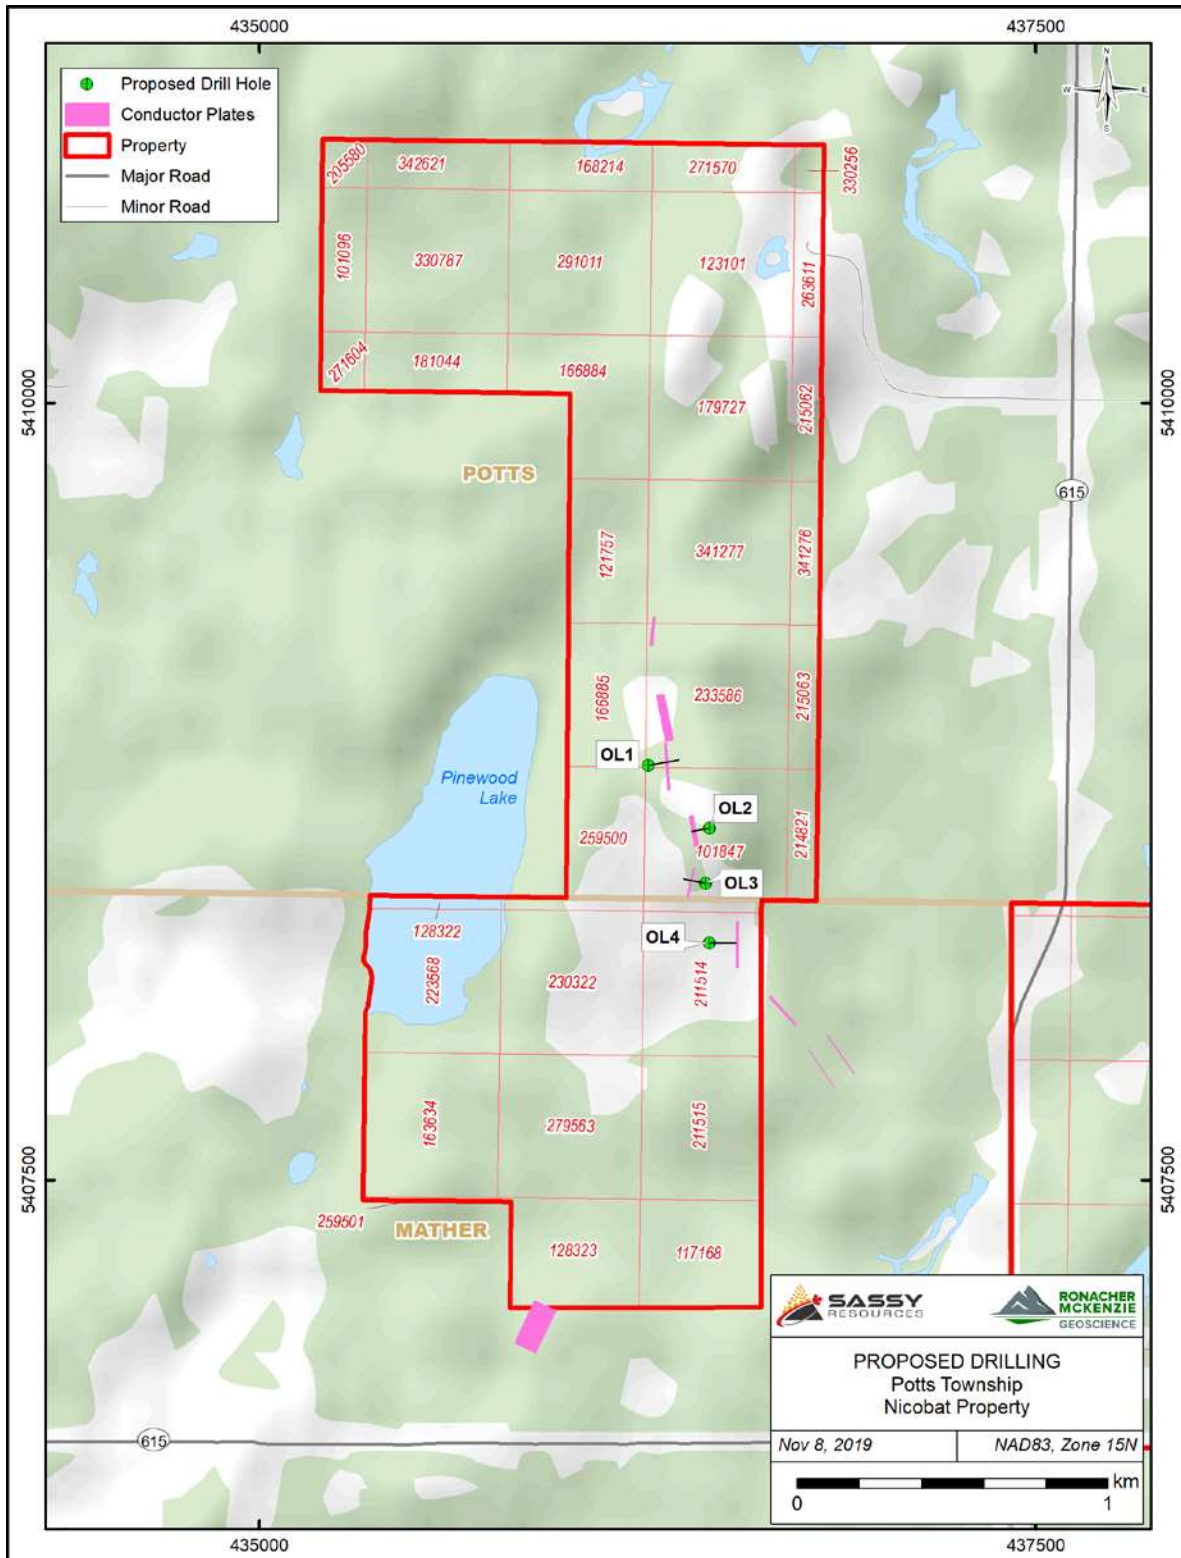 435000
437500
Proposed Drill Hole
Conductor Plates
Property
Major Road
Minor Road
N
W
E
S
205580
342621
168214
271570
330256
101096
330787
291011
123101
263611
271604
181044
166884
179727
215062
5410000
5410000
POTTS
615
121757
341277
341276
166885
233586
215063
OL1
Pinewood
Lake
OL2
259500
101847
214821
OL3
128322
OL4
223568
230322
211514
163634
279563
211515
5407500
5407500
259501
MATHER
128323
117168
615
SASSY
RESOURCES
RONACHER
MCKENZIE
GEOSCIENCE
PROPOSED DRILLING
Potts Township
Nicobat Property
Nov 8, 2019
NAD83, Zone 15N
km
0
1
435000
437500